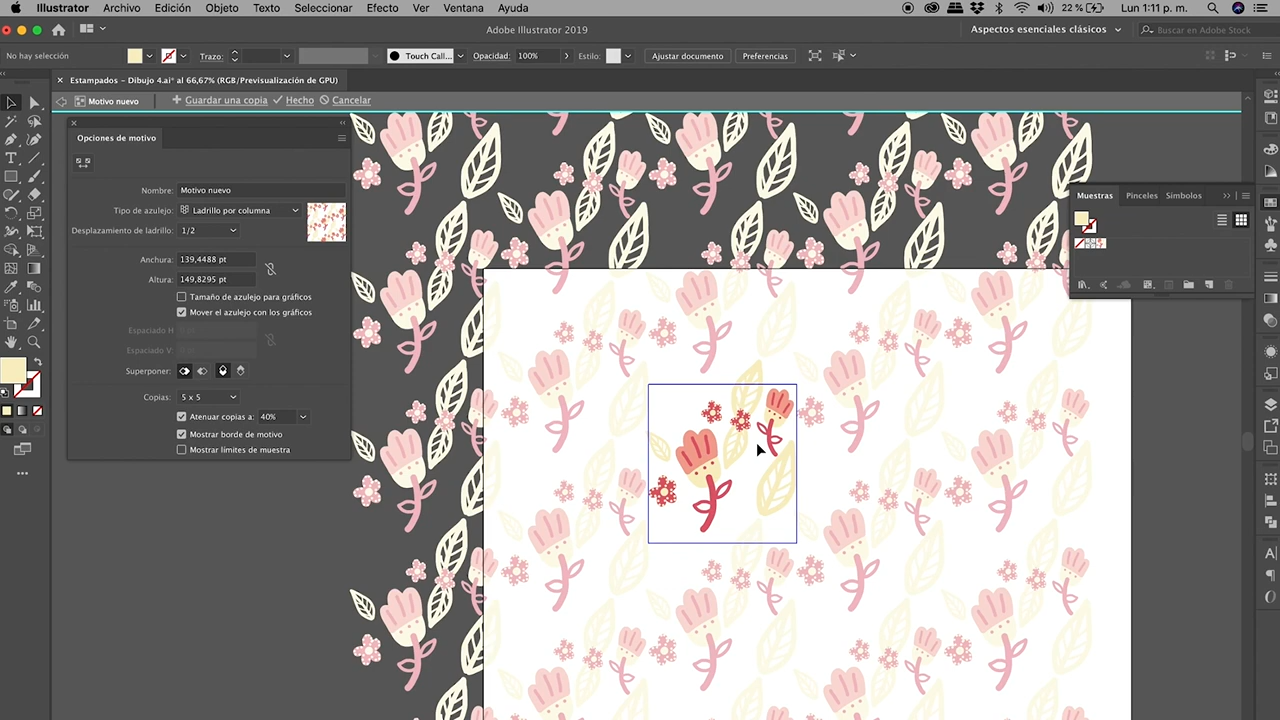 Illustrator Archivo Edición Objeto Texto Seleccionar Efecto Ver Ventana Ayuda 22 % Lun 1:11 p. m.
Adobe Illustrator 2019 Aspectos esenciales clásicos Buscar en Adobe Stock
No hay selección Trazo: Touch Call... Opacidad: 100% Estilo: Ajustar documento Preferencias
× Estampados – Dibujo 4.ai* al 66,67% (RGB/Previsualización de GPU)
Motivo nuevo + Guardar una copia Hecho Cancelar
Opciones de motivo
Nombre: Motivo nuevo
Tipo de azulejo: Ladrillo por columna
Desplazamiento de ladrillo: 1/2
Anchura: 139,4488 pt
Altura: 149,8295 pt
Tamaño de azulejo para gráficos
Mover el azulejo con los gráficos
Espaciado H
Espaciado V:
Superponer:
Copias: 5 x 5
Atenuar copias a: 40%
Mostrar borde de motivo
Mostrar límites de muestra
Muestras Pinceles Símbolos